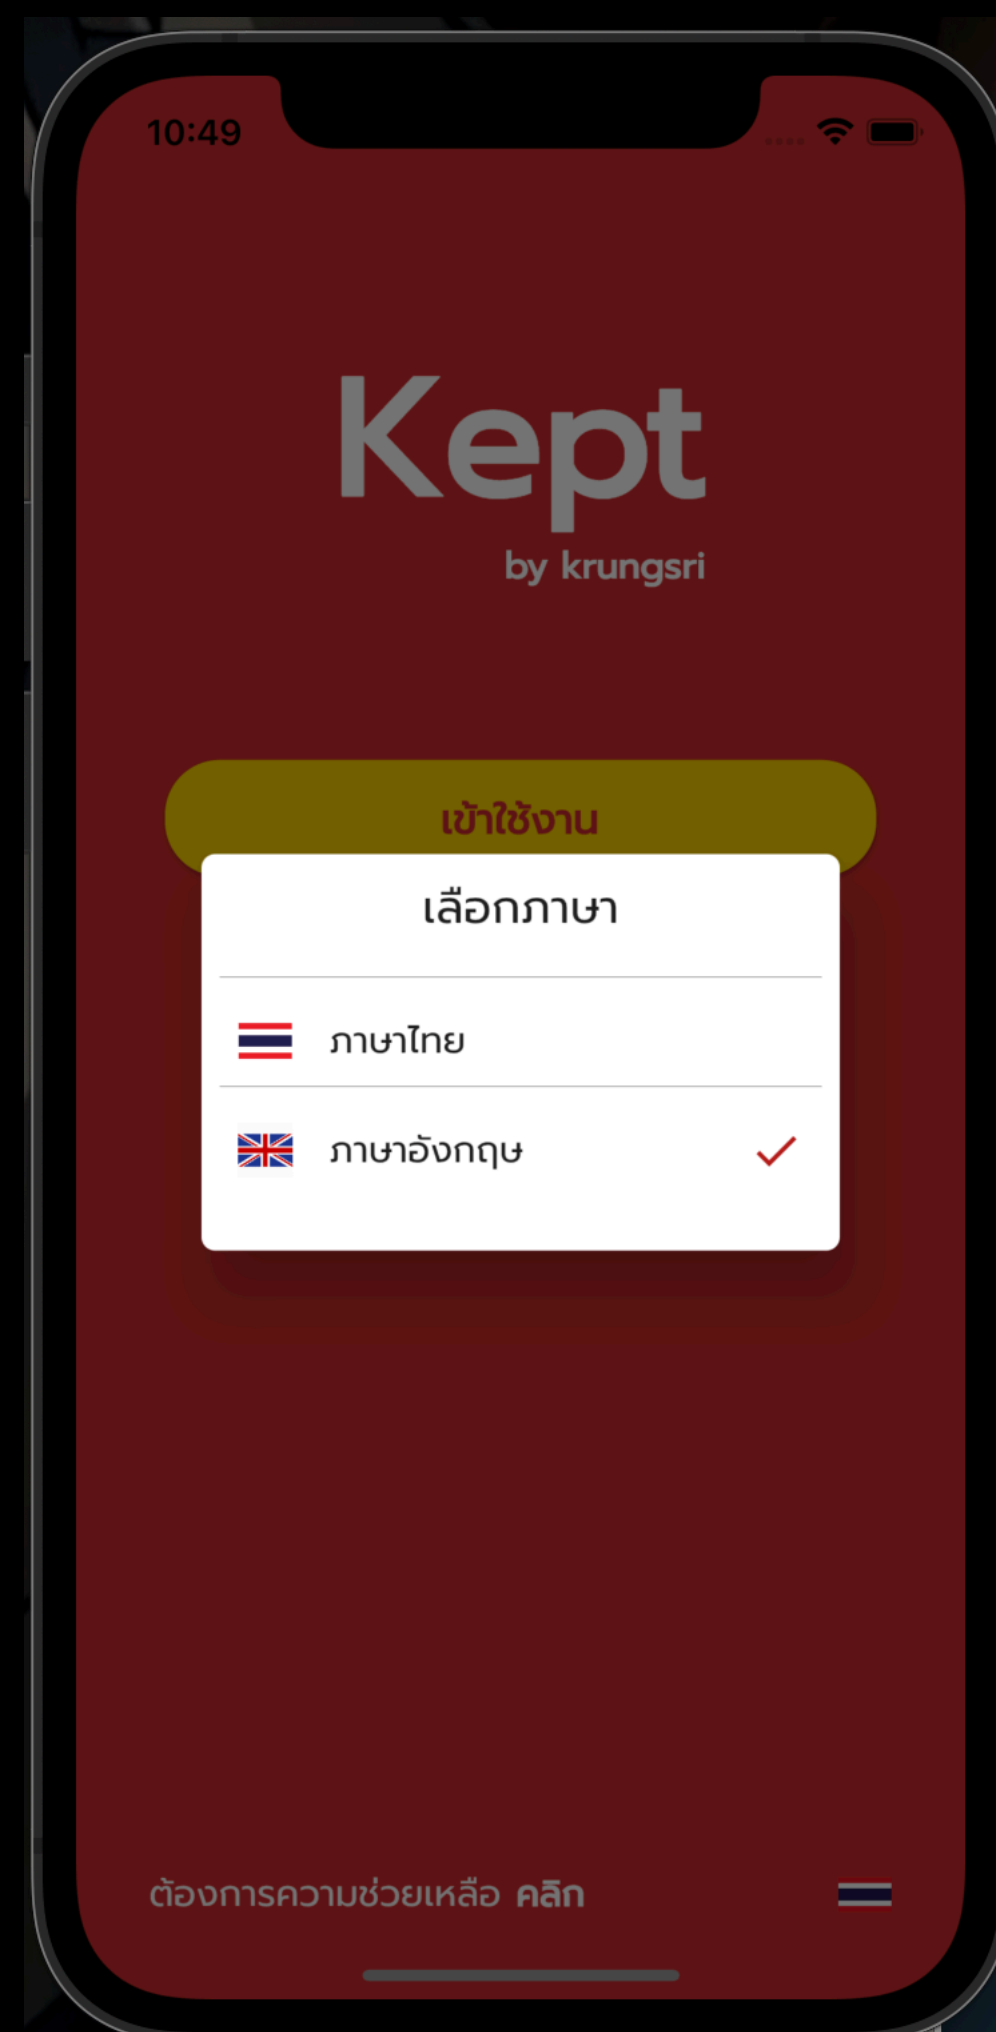 10:49
Kept
by krungsri
เข้าใช้งาน
เลือกภาษา
ภาษาไทย
ภาษาอังกฤษ
ต้องการความช่วยเหลือ คลิก